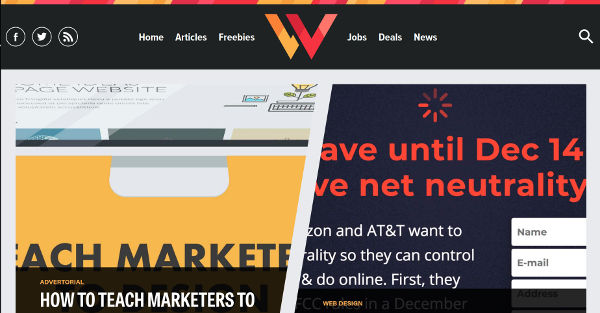 Home Articles Freebies Jobs Deals News
PAGE WEBSITE
ave until Dec 14
ve net neutrality
zon and AT&T want to
rality so they can control
& do online. First, they
FCC rules in a December
Name
E-mail
Address
EACH MARKETE
O DESIGN
ADVERTORIAL
HOW TO TEACH MARKETERS TO
WEB DESIGN